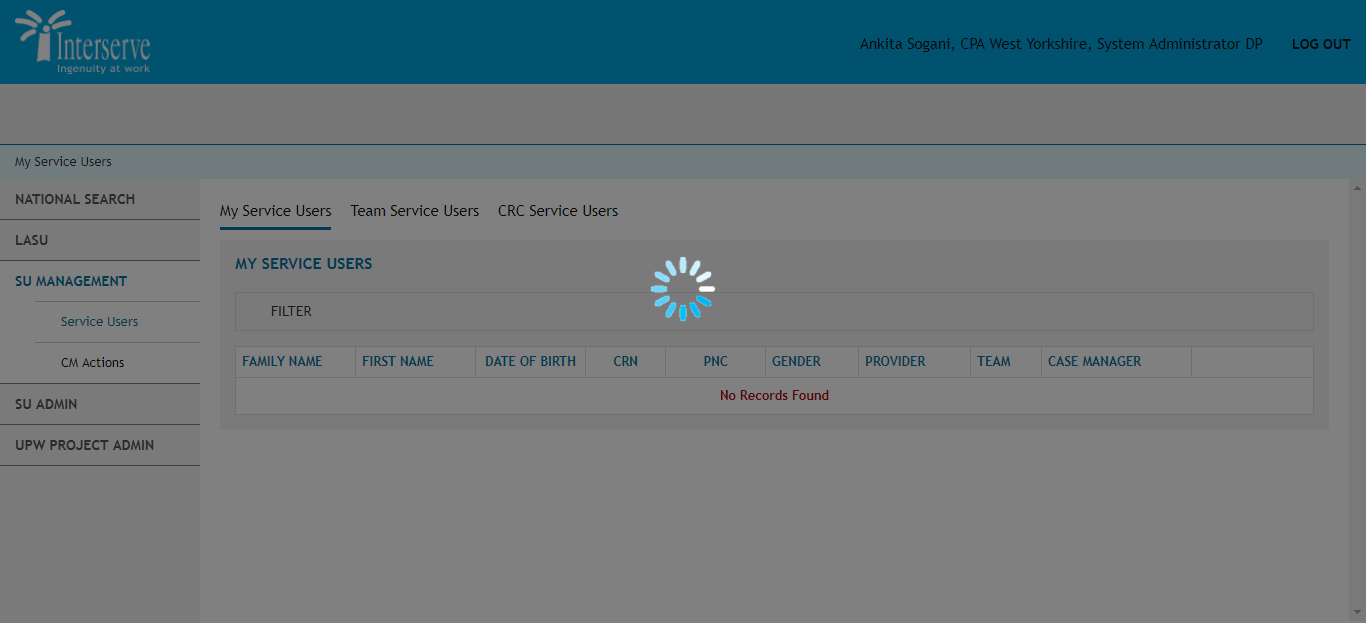 Interserve
Ingenuity at work
Ankita Sogani, CPA West Yorkshire, System Administrator DP LOG OUT
My Service Users
NATIONAL SEARCH
LASU
SU MANAGEMENT
Service Users
CM Actions
SU ADMIN
UPW PROJECT ADMIN
My Service Users Team Service Users CRC Service Users
MY SERVICE USERS
FILTER
FAMILY NAME FIRST NAME DATE OF BIRTH CRN PNC GENDER PROVIDER TEAM CASE MANAGER
No Records Found